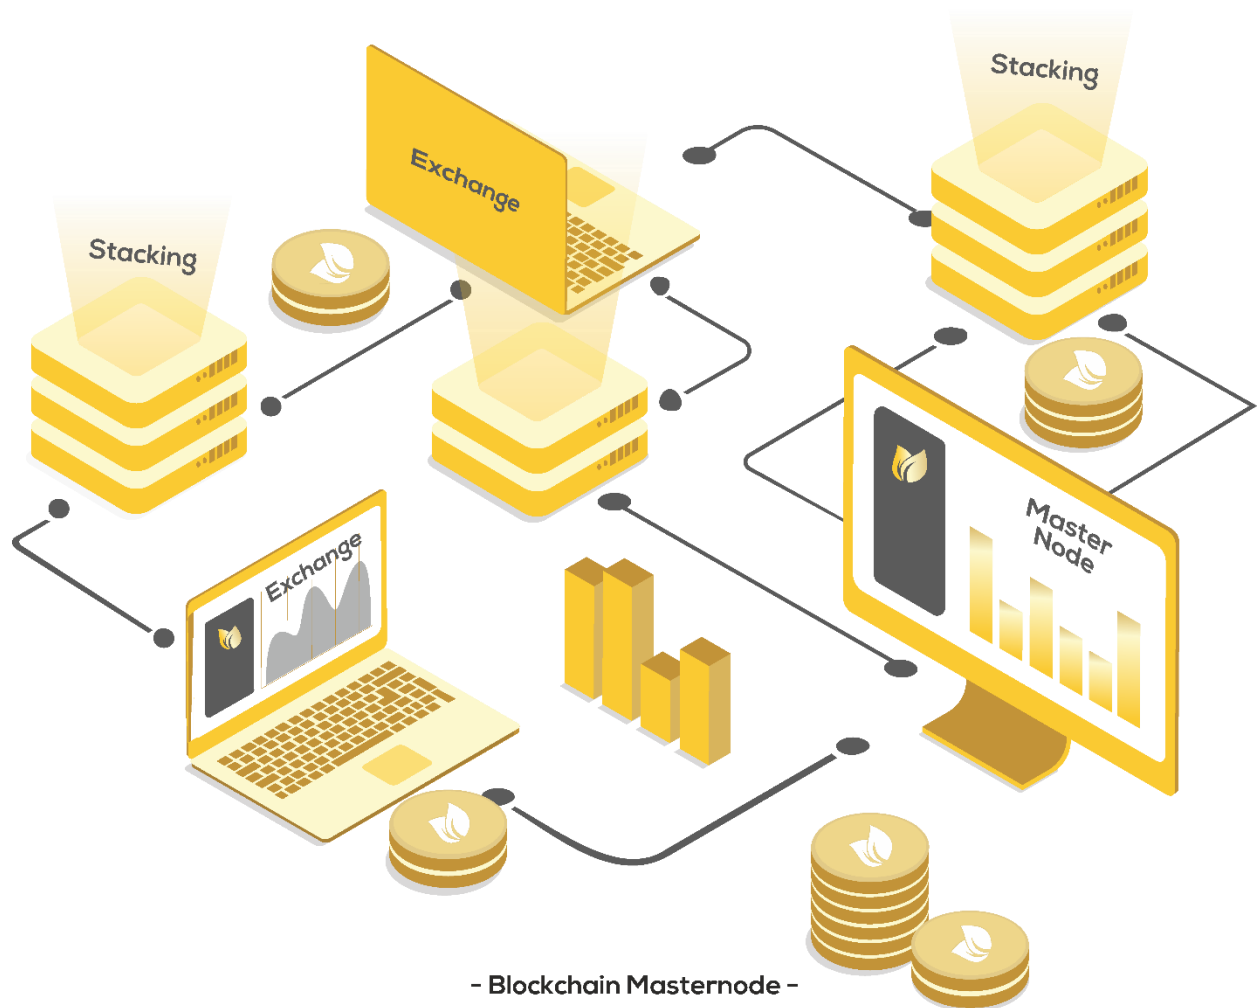 Stacking
Exchange
Stacking
Exchange
Master
Node
- Blockchain Masternode -